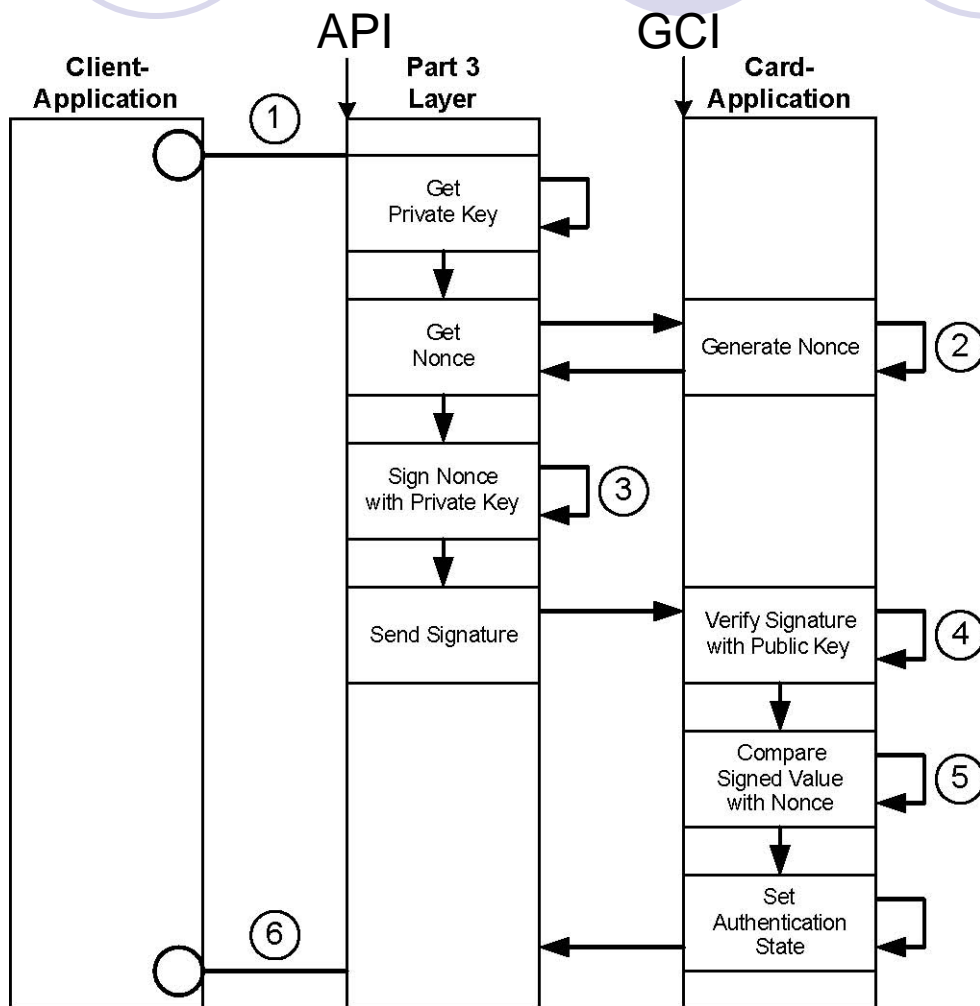 API
GCI
Client-
Application
Part 3
Layer
Card-
Application
1
Get
Private Key
Get
Nonce
Generate Nonce
2
Sign Nonce
with Private Key
3
Send Signature
Verify Signature
with Public Key
4
Compare
Signed Value
with Nonce
5
Set
Authentication
State
6